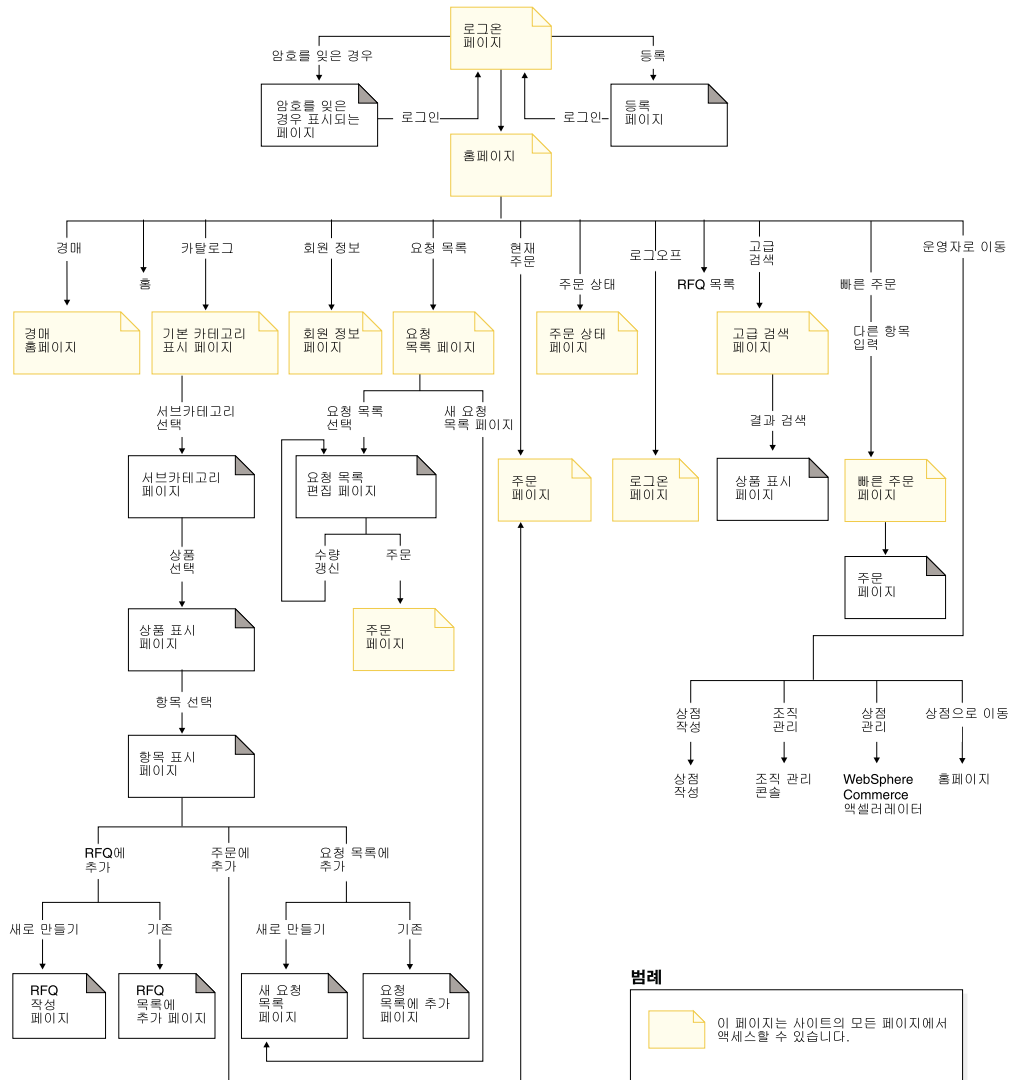 로그온
페이지
암호를 잊은 경우
등록
암호를 잊은
경우 표시되는
페이지
로그인
로그인
등록
페이지
홈페이지
경매
홈
카탈로그
회원 정보
요청 목록
현재
주문
주문 상태
로그오프
RFQ 목록
고급
검색
빠른 주문
운영자로 이동
다른 항목
입력
경매
홈페이지
기본 카테고리
표시 페이지
회원 정보
페이지
요청
목록 페이지
주문 상태
페이지
고급 검색
페이지
서브카테고리
선택
요청 목록
선택
새 요청
목록 페이지
결과 검색
서브카테고리
페이지
요청 목록
편집 페이지
주문
페이지
로그온
페이지
상품 표시
페이지
빠른 주문
페이지
상품
선택
수량
갱신
주문
주문
페이지
상품 표시
페이지
주문
페이지
항목 선택
상점
작성
조직
관리
상점
관리
상점으로 이동
항목 표시
페이지
상점
작성
조직 관리
콘솔
WebSphere
Commerce
액셀러레이터
홈페이지
RFQ에
추가
주문에
추가
요청 목록에
추가
새로 만들기
기존
새로 만들기
기존
RFQ
작성
페이지
RFQ
목록에
추가 페이지
새 요청
목록
페이지
요청
목록에 추가
페이지
범례
이 페이지는 사이트의 모든 페이지에서
액세스할 수 있습니다.